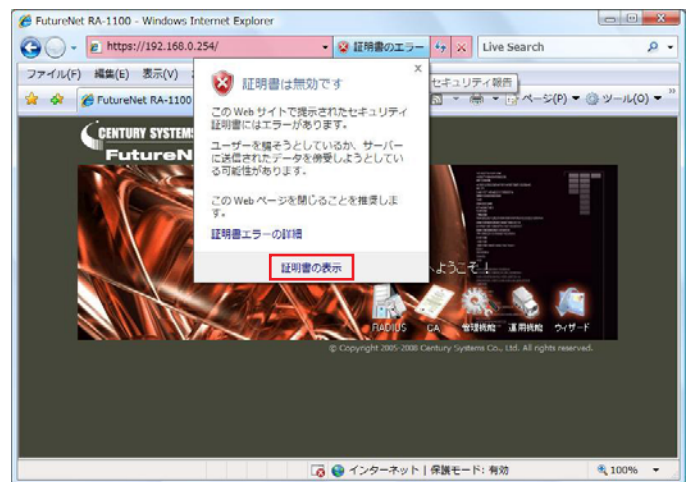 FutureNet RA-1100 - Windows Internet Explorer
https://192.168.0.254/
証明書のエラー
Live Search
ファイル(F) 編集(E) 表示(V)
セキュリティ報告
FutureNet RA-1100
ページ(P)
ツール(O)
証明書は無効です
この Web サイトで提示されたセキュリティ
証明書にはエラーがあります。
ユーザーを騙そうとしているか、サーバー
に送信されたデータを傍受しようとしてい
る可能性があります。
この Web ページを閉じることを推奨しま
す。
証明書エラーの詳細
証明書の表示
CENTURY SYSTEMS
FutureN
へようこそ！
RADIUS
CA
管理機能
運用機能
ウィザード
© Copyright 2005-2008 Century Systems Co., Ltd. All rights reserved.
インターネット | 保護モード: 有効
100%